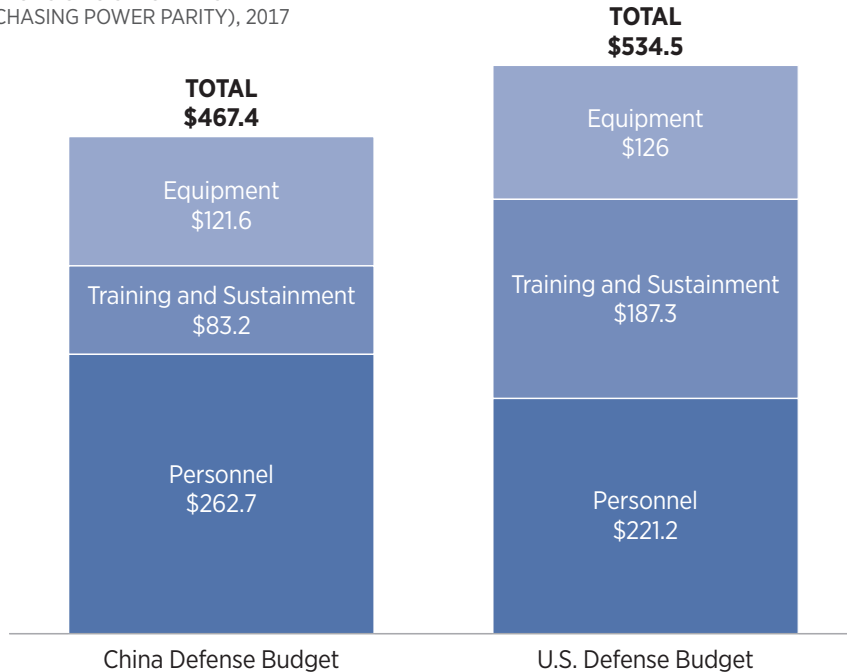 CHASING POWER PARITY), 2017
TOTAL
$467.4
Equipment
$121.6
Training and Sustainment
$83.2
Personnel
$262.7
China Defense Budget
TOTAL
$534.5
Equipment
$126
Training and Sustainment
$187.3
Personnel
$221.2
U.S. Defense Budget